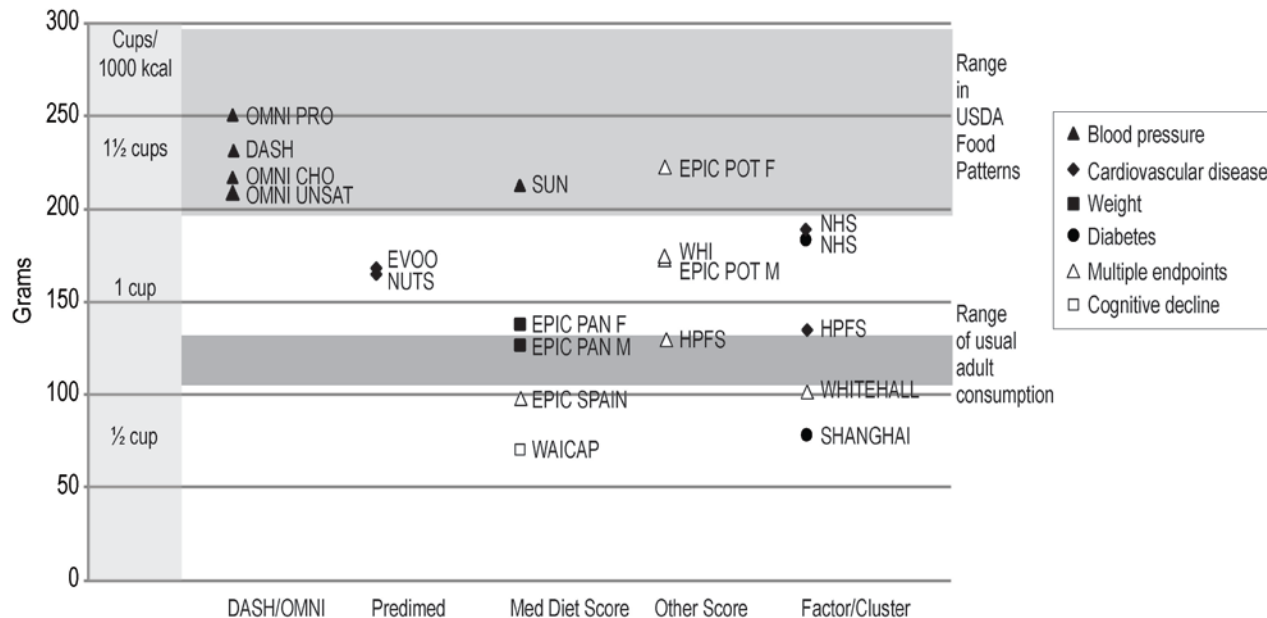 300
Cups/
1000 kcal
Range
in
USDA
Food
Patterns
250
OMNI PRO
1½ cups
DASH
OMNI CHO
OMNI UNSAT
SUN
EPIC POT F
200
NHS
NHS
EVOO
NUTS
WHI
EPIC POT M
Grams
150
1 cup
EPIC PAN F
EPIC PAN M
HPFS
HPFS
Range
of usual
adult
consumption
100
EPIC SPAIN
WHITEHALL
½ cup
WAICAP
SHANGHAI
50
0
DASH/OMNI
Predimed
Med Diet Score
Other Score
Factor/Cluster
Blood pressure
Cardiovascular disease
Weight
Diabetes
Multiple endpoints
Cognitive decline